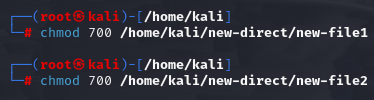 ┌──(root㉿kali)-[/home/kali]
└─# chmod 700 /home/kali/new-direct/new-file1
┌──(root㉿kali)-[/home/kali]
└─# chmod 700 /home/kali/new-direct/new-file2